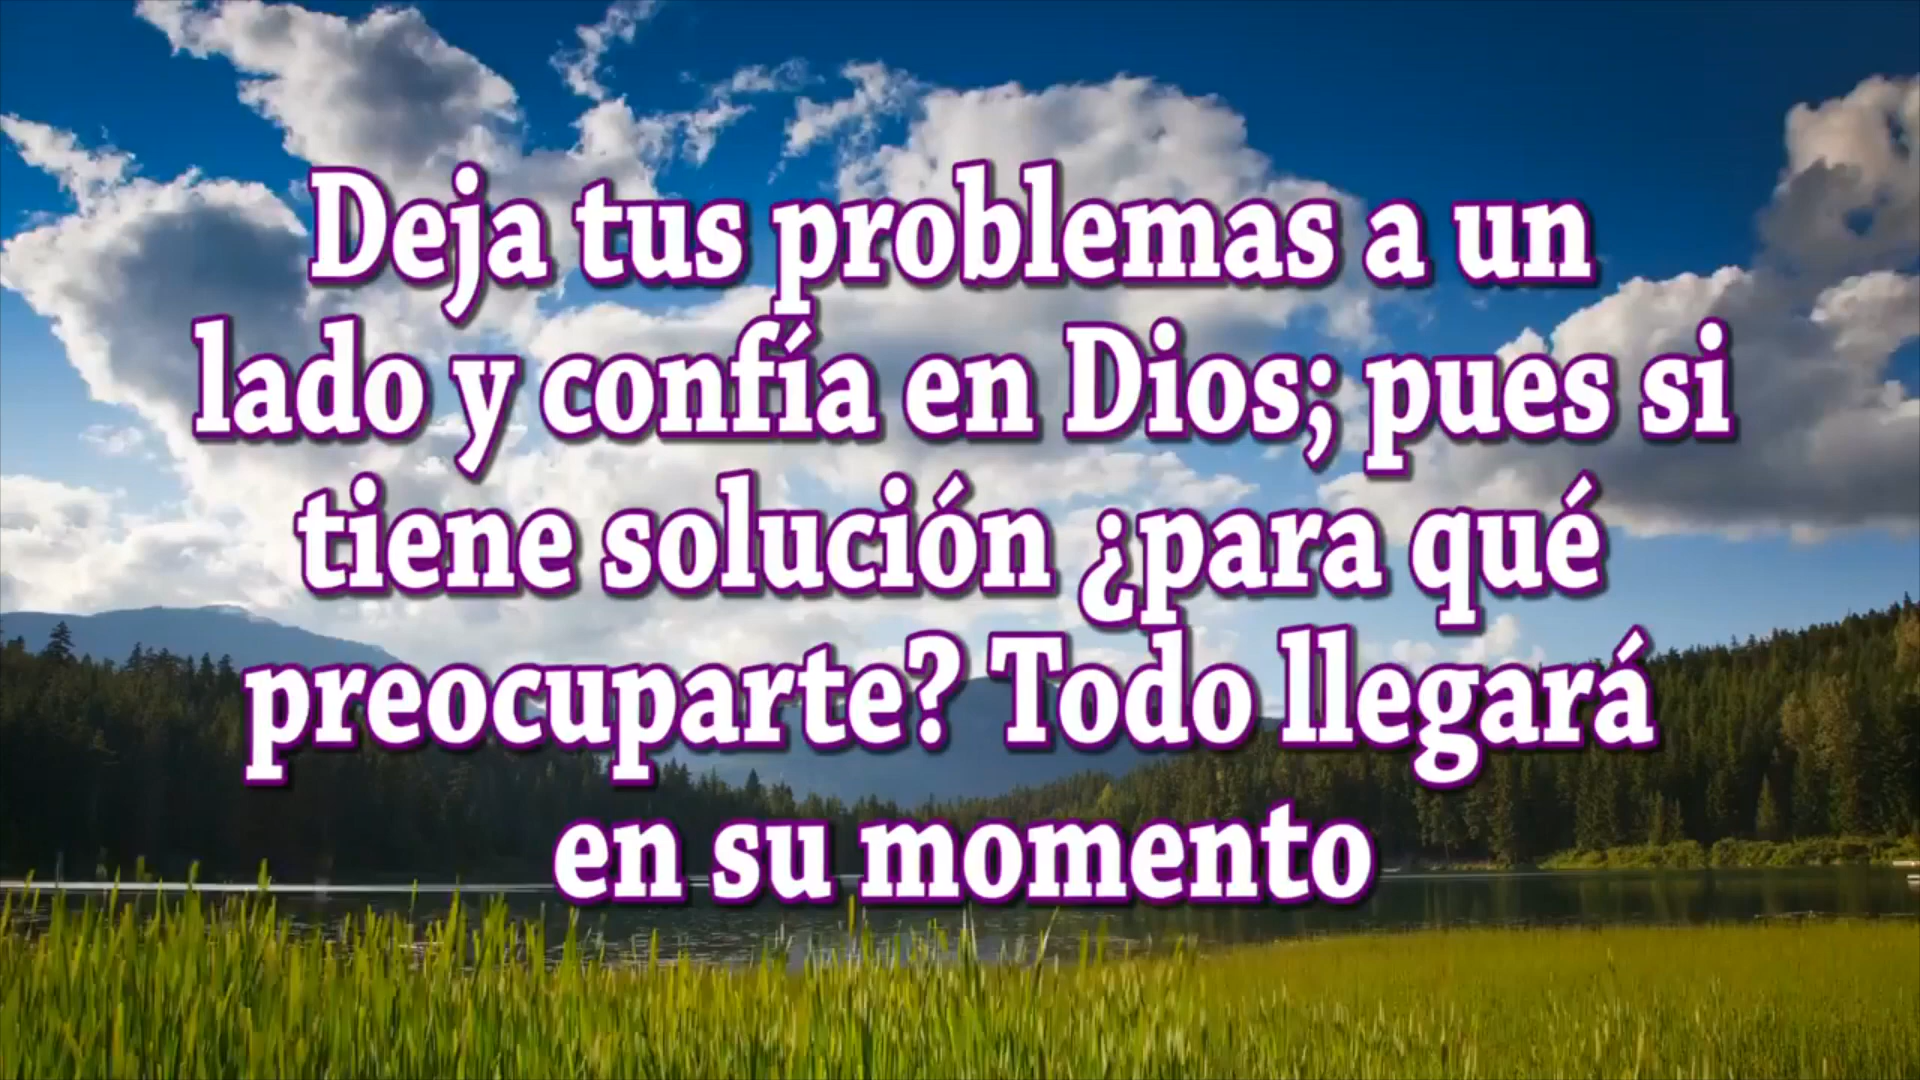 Deja tus problemas a un
lado y confía en Dios; pues si
tiene solución ¿para qué
preocuparte? Todo llegará
en su momento